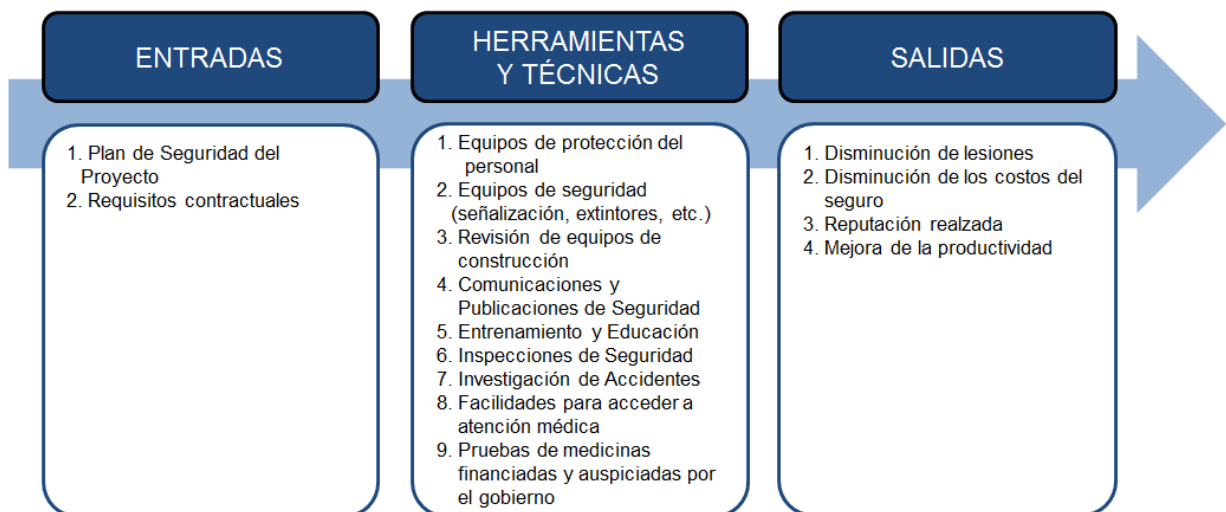 ENTRADAS
1. Plan de Seguridad del
Proyecto
2. Requisitos contractuales
HERRAMIENTAS
Y TÉCNICAS
1. Equipos de protección del
personal
2. Equipos de seguridad
(señalización, extintores, etc.)
3. Revisión de equipos de
construcción
4. Comunicaciones y
Publicaciones de Seguridad
5. Entrenamiento y Educación
6. Inspecciones de Seguridad
7. Investigación de Accidentes
8. Facilidades para acceder a
atención médica
9. Pruebas de medicinas
financiadas y auspiciadas por
el gobierno
SALIDAS
1. Disminución de lesiones
2. Disminución de los costos del
seguro
3. Reputación realzada
4. Mejora de la productividad